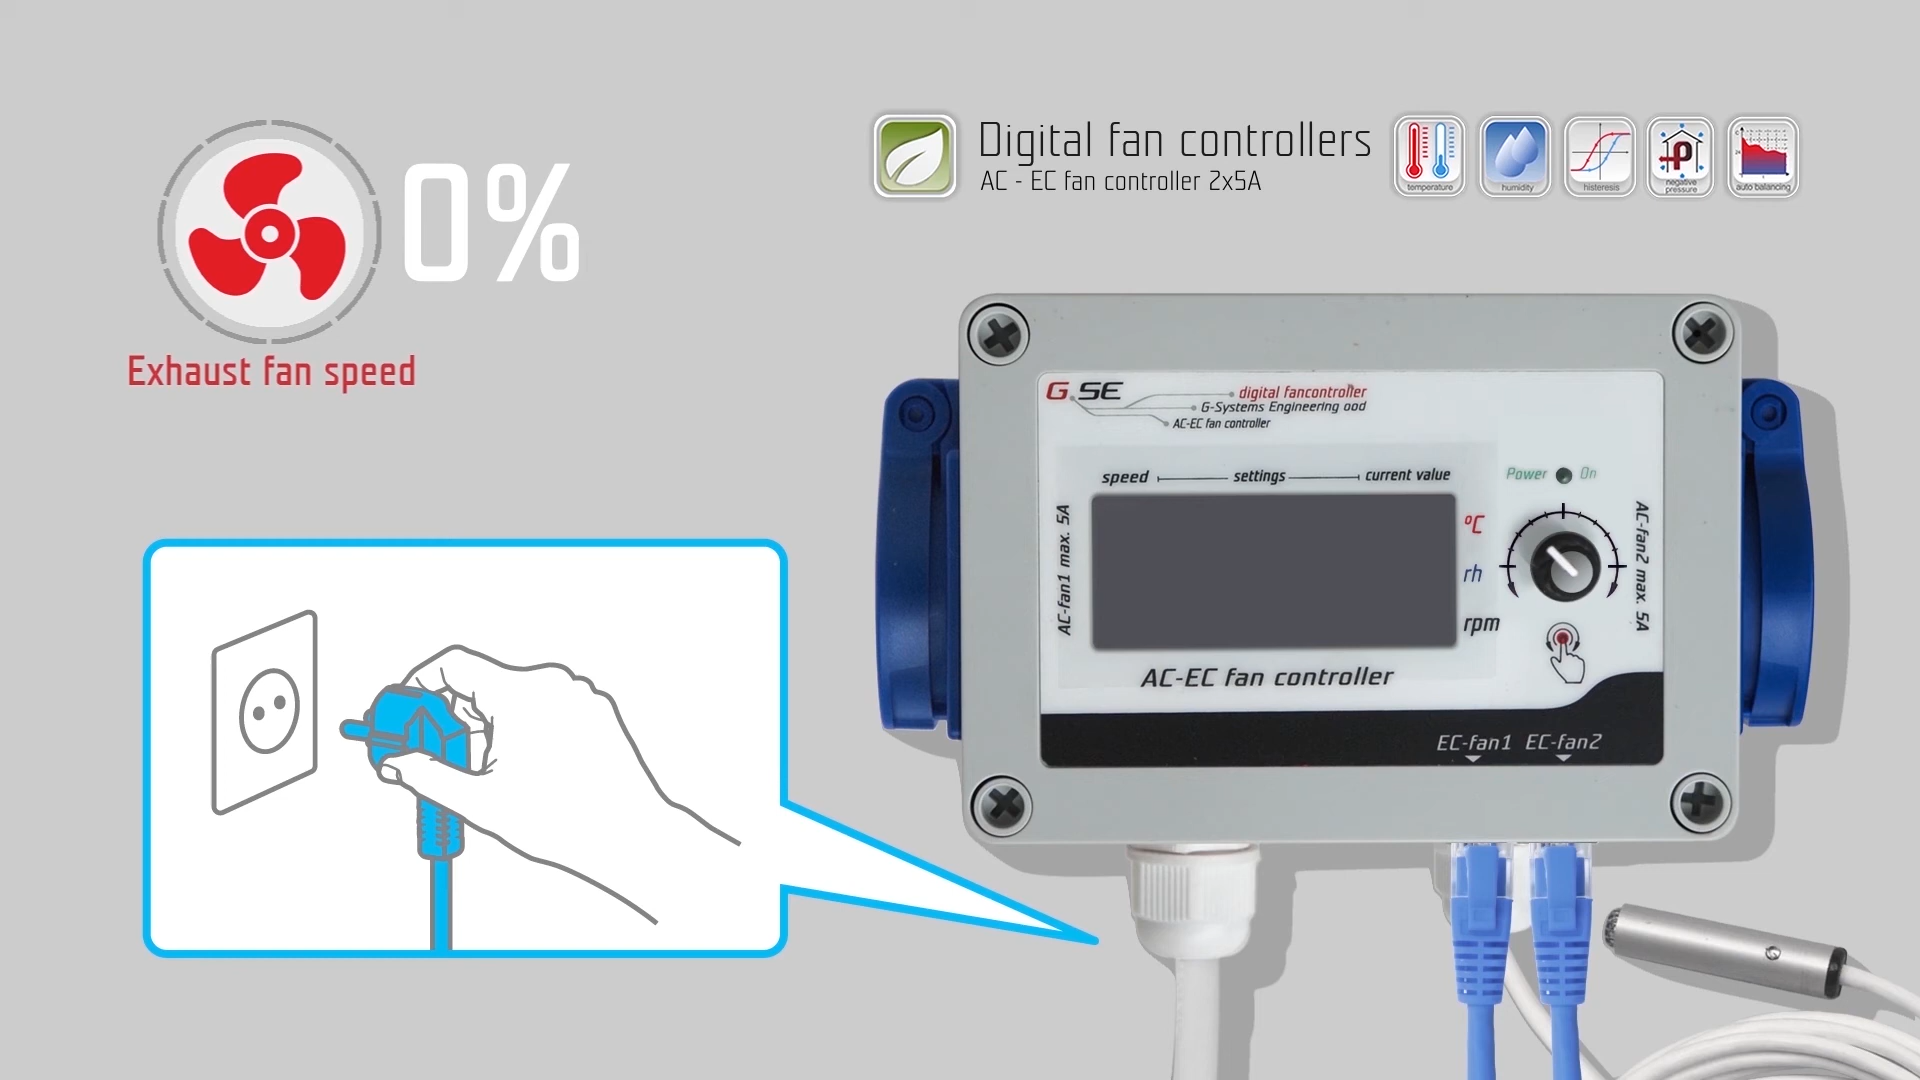 0%
Exhaust fan speed
Digital fan controllers
AC - EC fan controller 2x5A
temperature
humidity
histeresis
negative
pressure
auto balancing
G.SE
digital fancontroller
G-Systems Engineering ood
AC-EC fan controller
speed
settings
current value
Power On
AC-fan1 max. 5A
°C
rh
rpm
AC-fan2 max. 5A
AC-EC fan controller
EC-fan1 EC-fan2